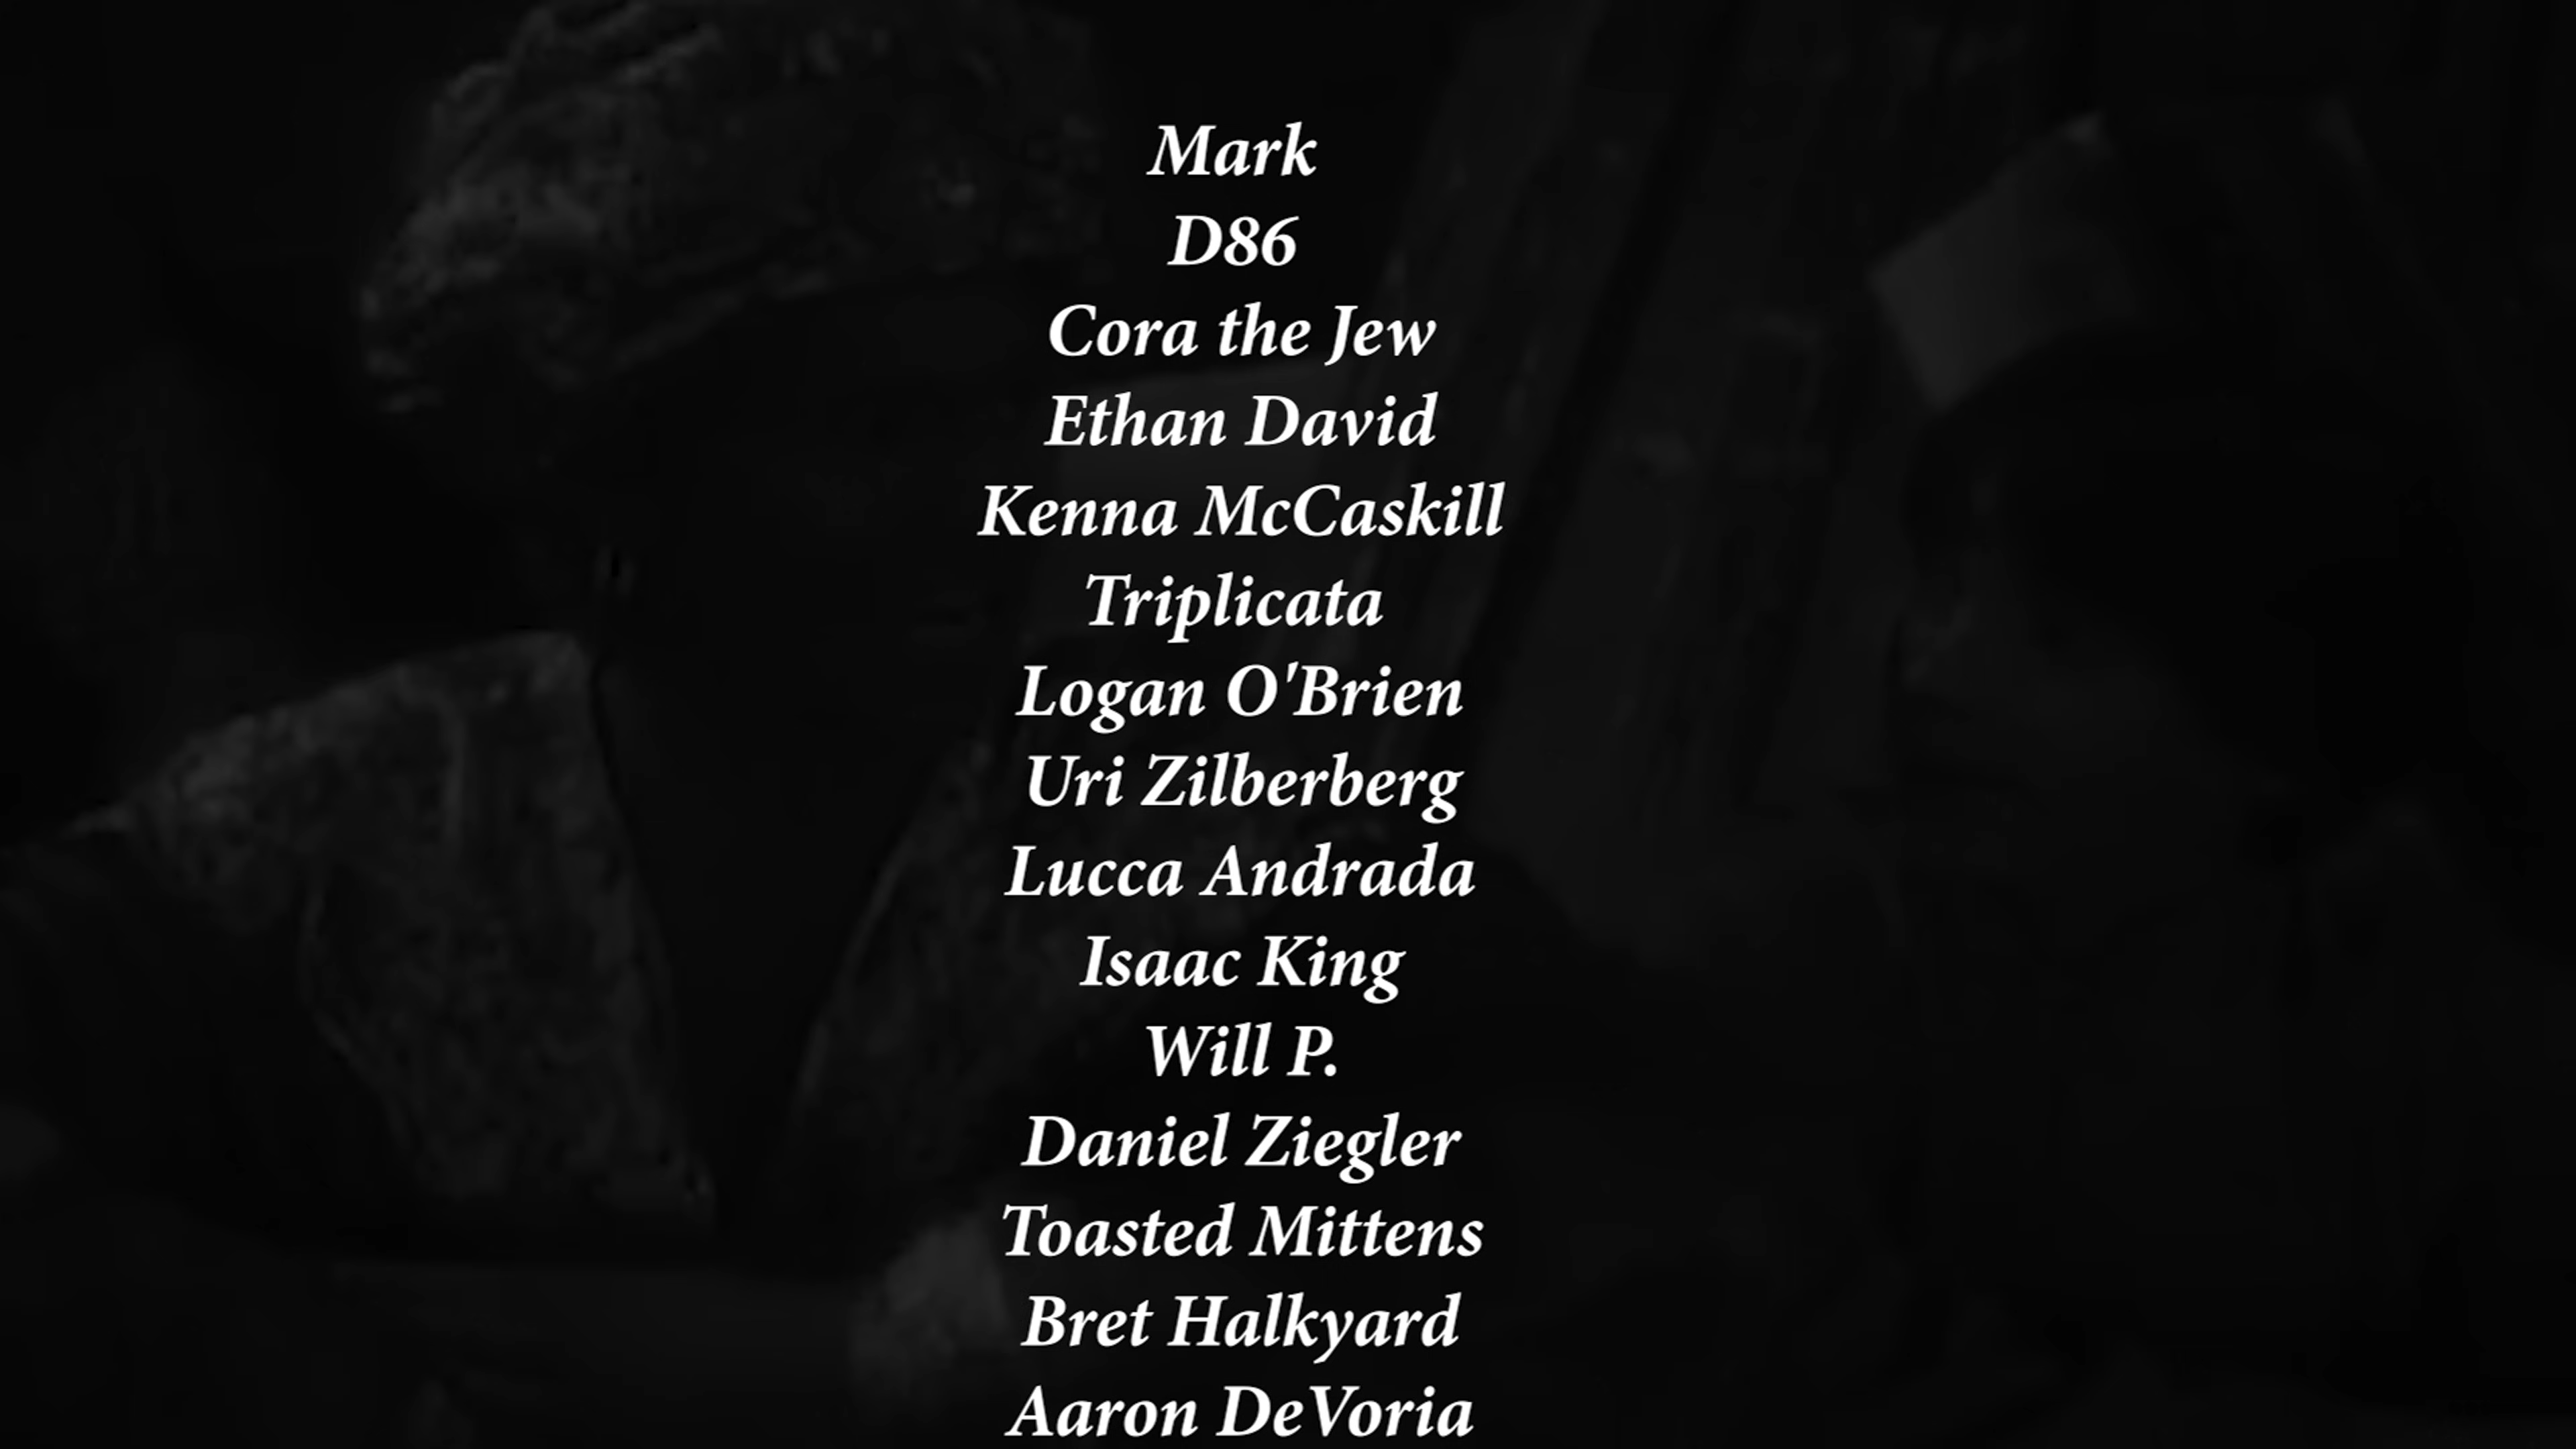 Mark
D86
Cora the Jew
Ethan David
Kenna McCaskill
Triplicata
Logan O'Brien
Uri Zilberberg
Lucca Andrada
Isaac King
Will P.
Daniel Ziegler
Toasted Mittens
Bret Halkyard
Aaron DeVoria